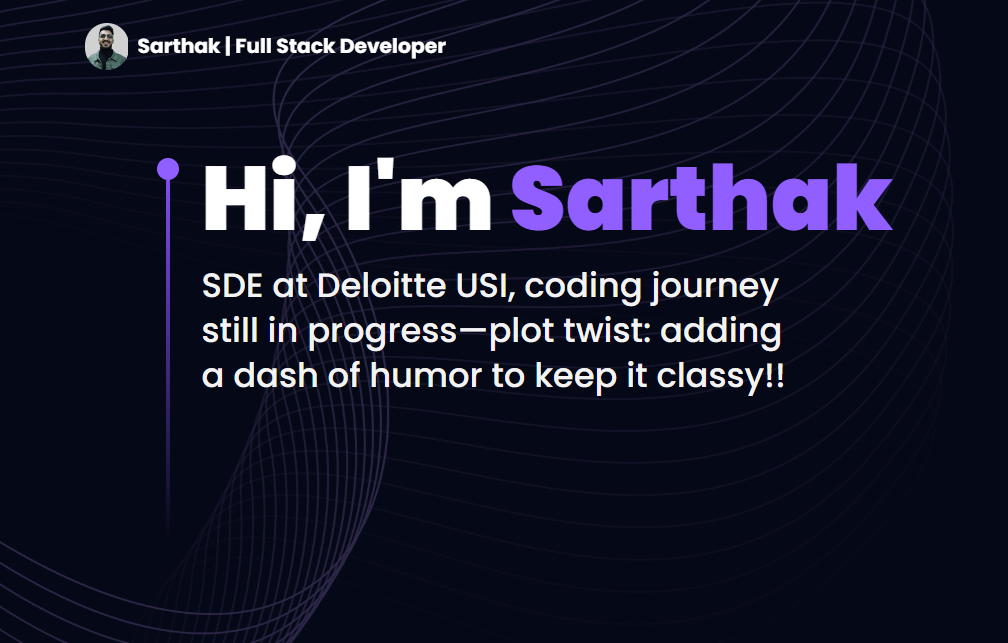 Sarthak | Full Stack Developer
Hi, I'm Sarthak
SDE at Deloitte USI, coding journey
still in progress—plot twist: adding
a dash of humor to keep it classy!!